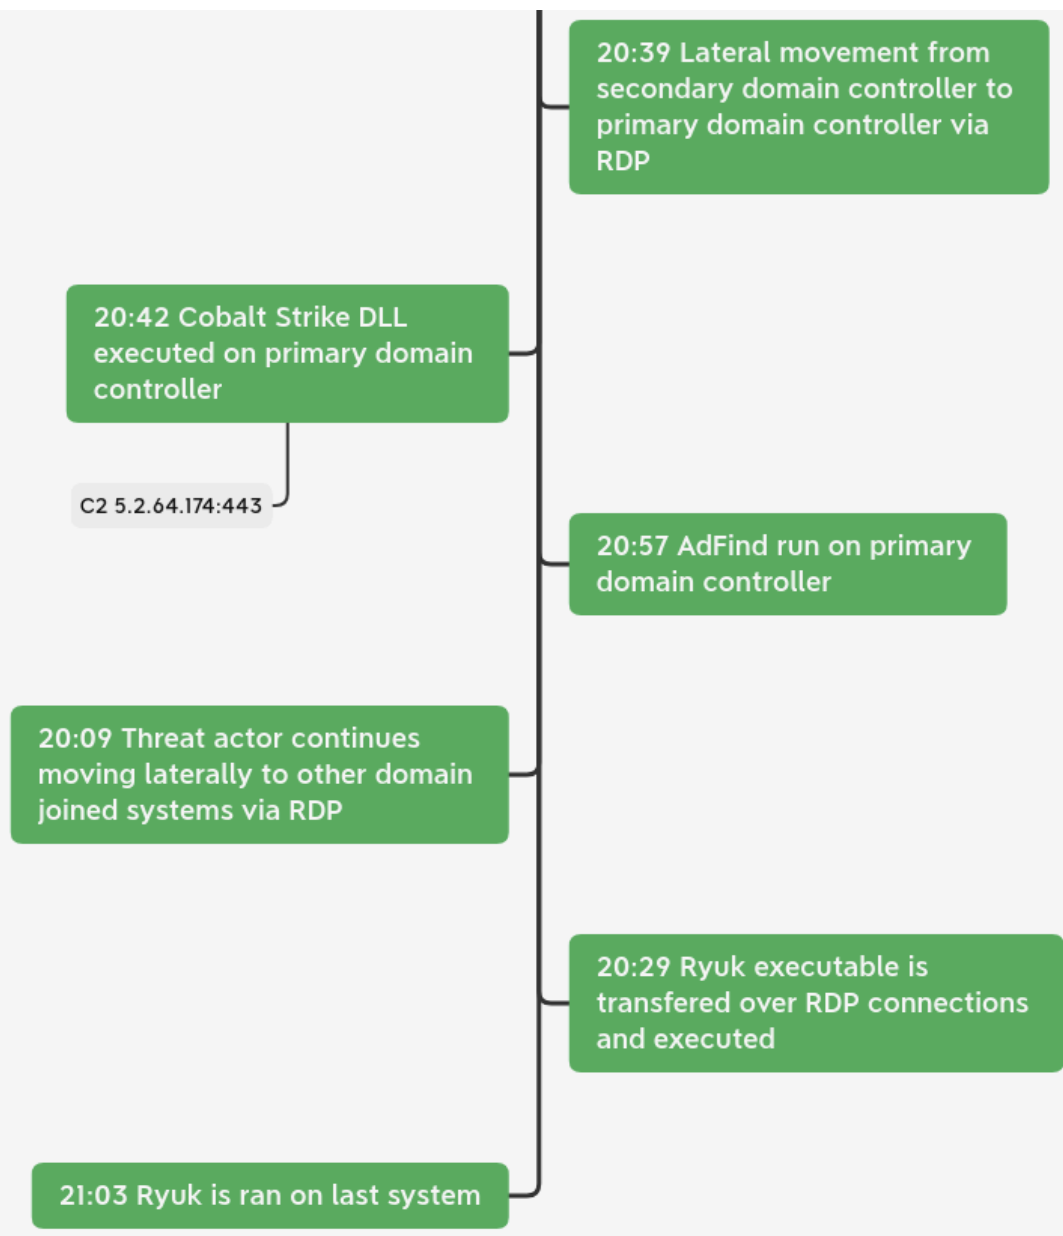 20:39 Lateral movement from
secondary domain controller to
primary domain controller via
RDP
20:42 Cobalt Strike DLL
executed on primary domain
controller
C2 5.2.64.174:443
20:57 AdFind run on primary
domain controller
20:09 Threat actor continues
moving laterally to other domain
joined systems via RDP
20:29 Ryuk executable is
transfered over RDP connections
and executed
21:03 Ryuk is ran on last system